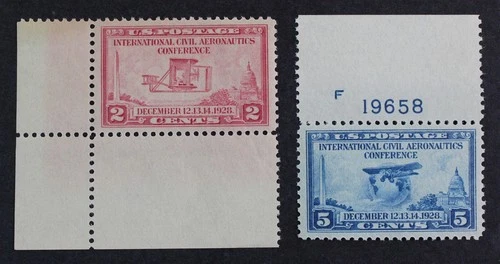 U.S. POSTAGE
INTERNATIONAL CIVIL AERONAUTICS
CONFERENCE
2 DECEMBER 12.13.14.1928. 2
CENTS
F 19658
U.S. POSTAGE
INTERNATIONAL CIVIL AERONAUTICS
CONFERENCE
5 DECEMBER 12.13.14.1928. 5
CENTS